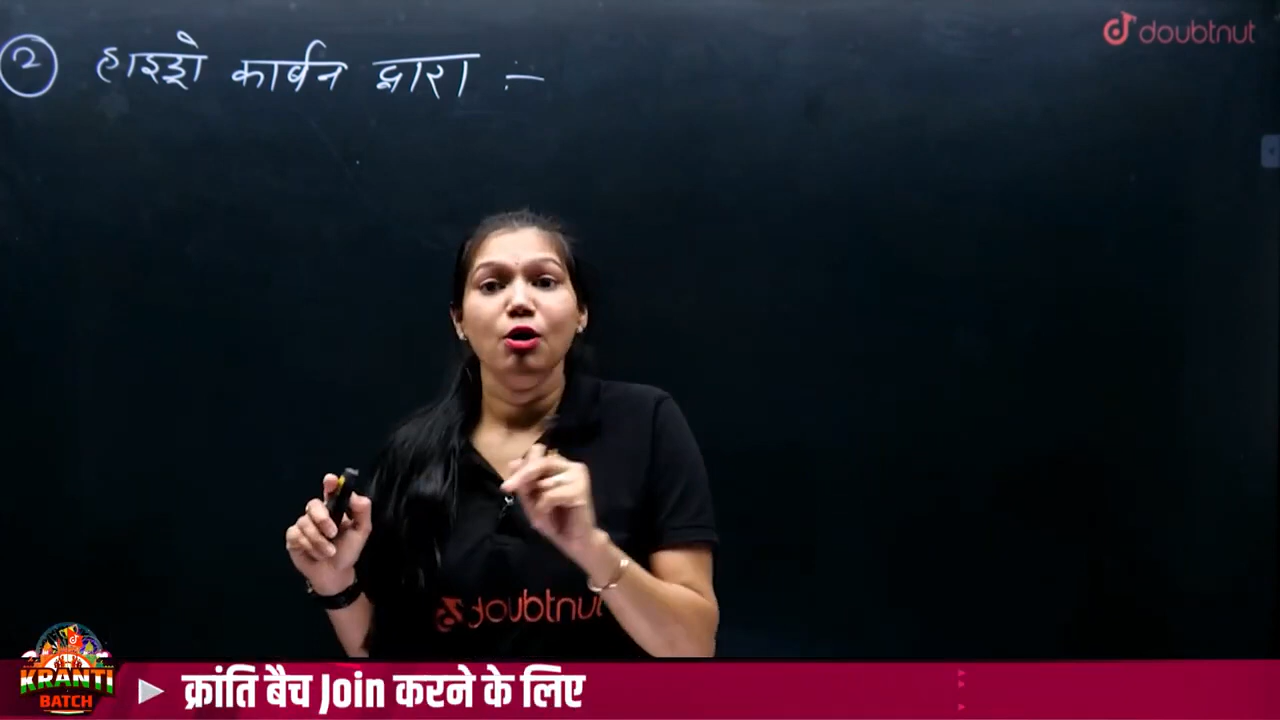 ② हाइड्रो कार्बन द्वारा :-
doubtnut
doubtnut
KRANTI
BATCH
क्रांति बैच Join करने के लिए